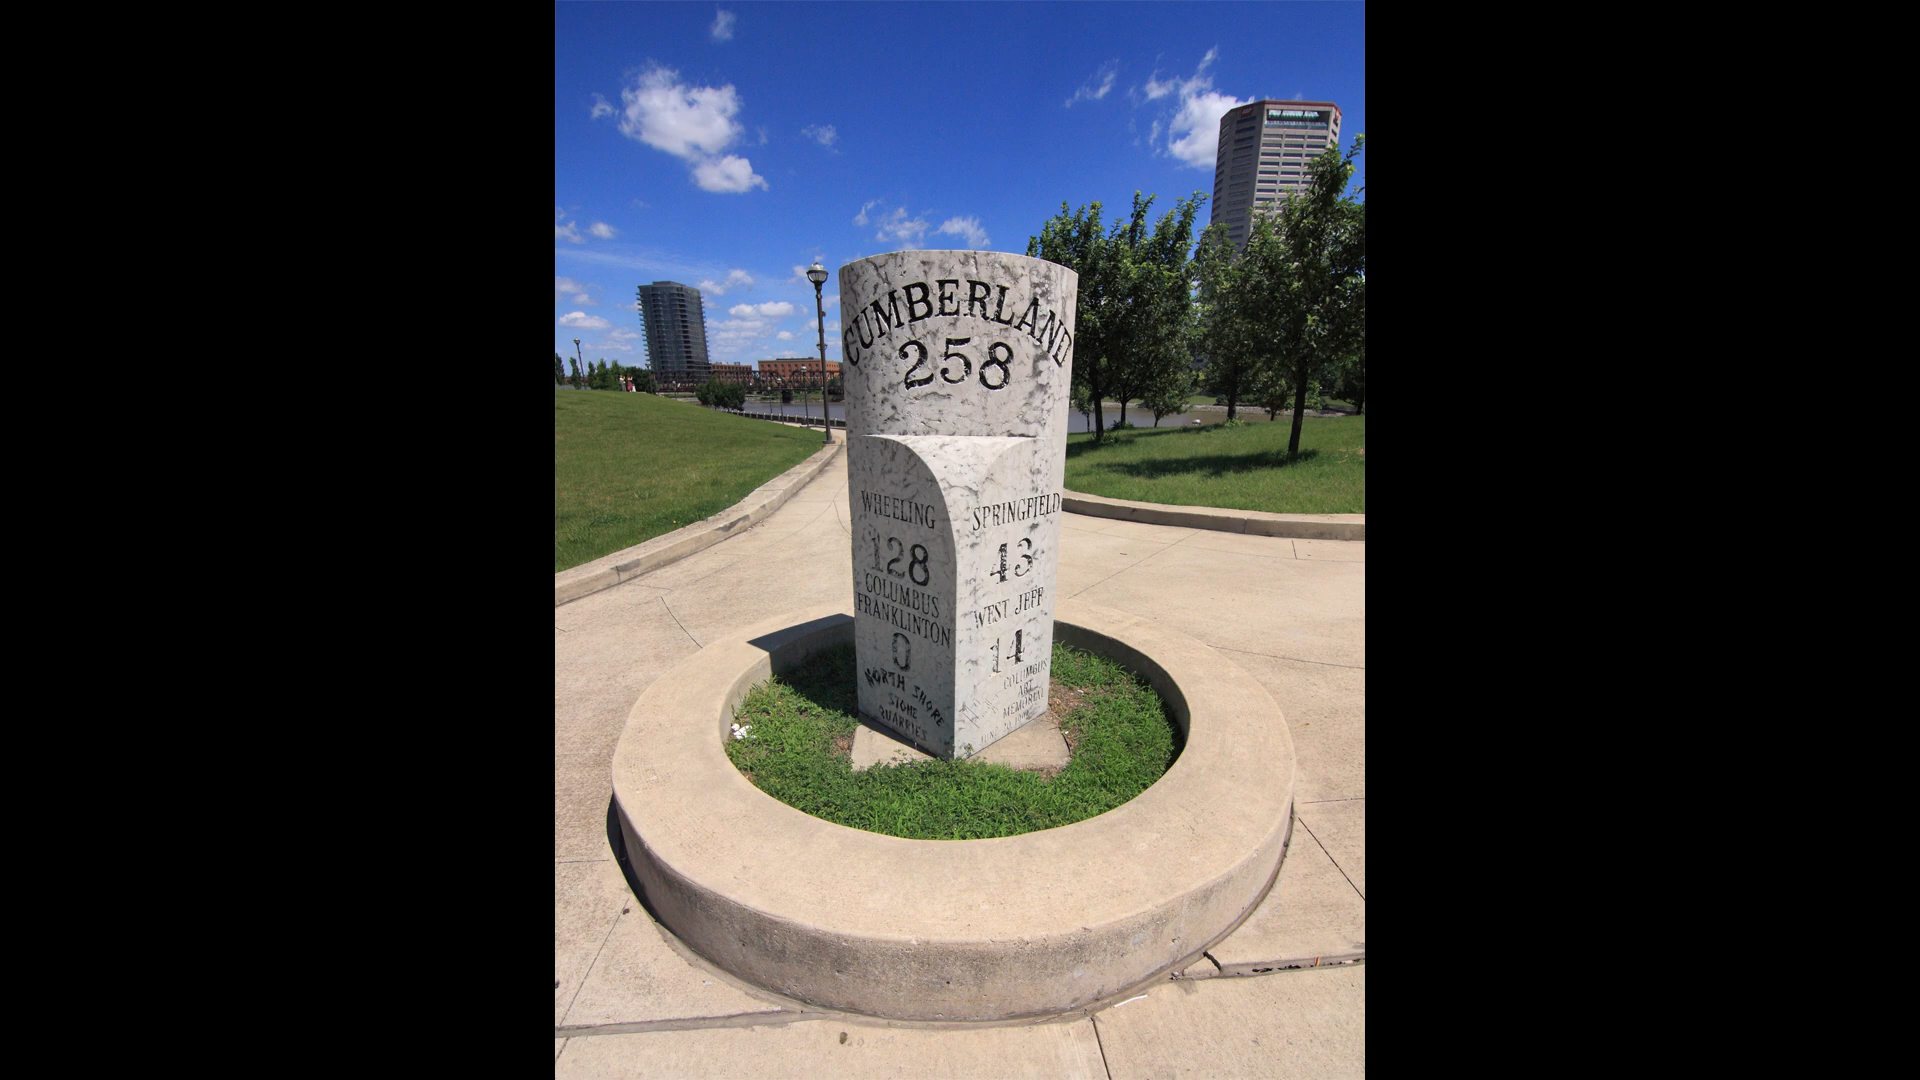 CUMBERLAND
258
WHEELING
128
COLUMBUS
FRANKLINTON
0
NORTH SHORE
STONE
QUARRIES
SPRINGFIELD
43
WEST JEFF
14
COLUMBUS
ART
MEMORIAL